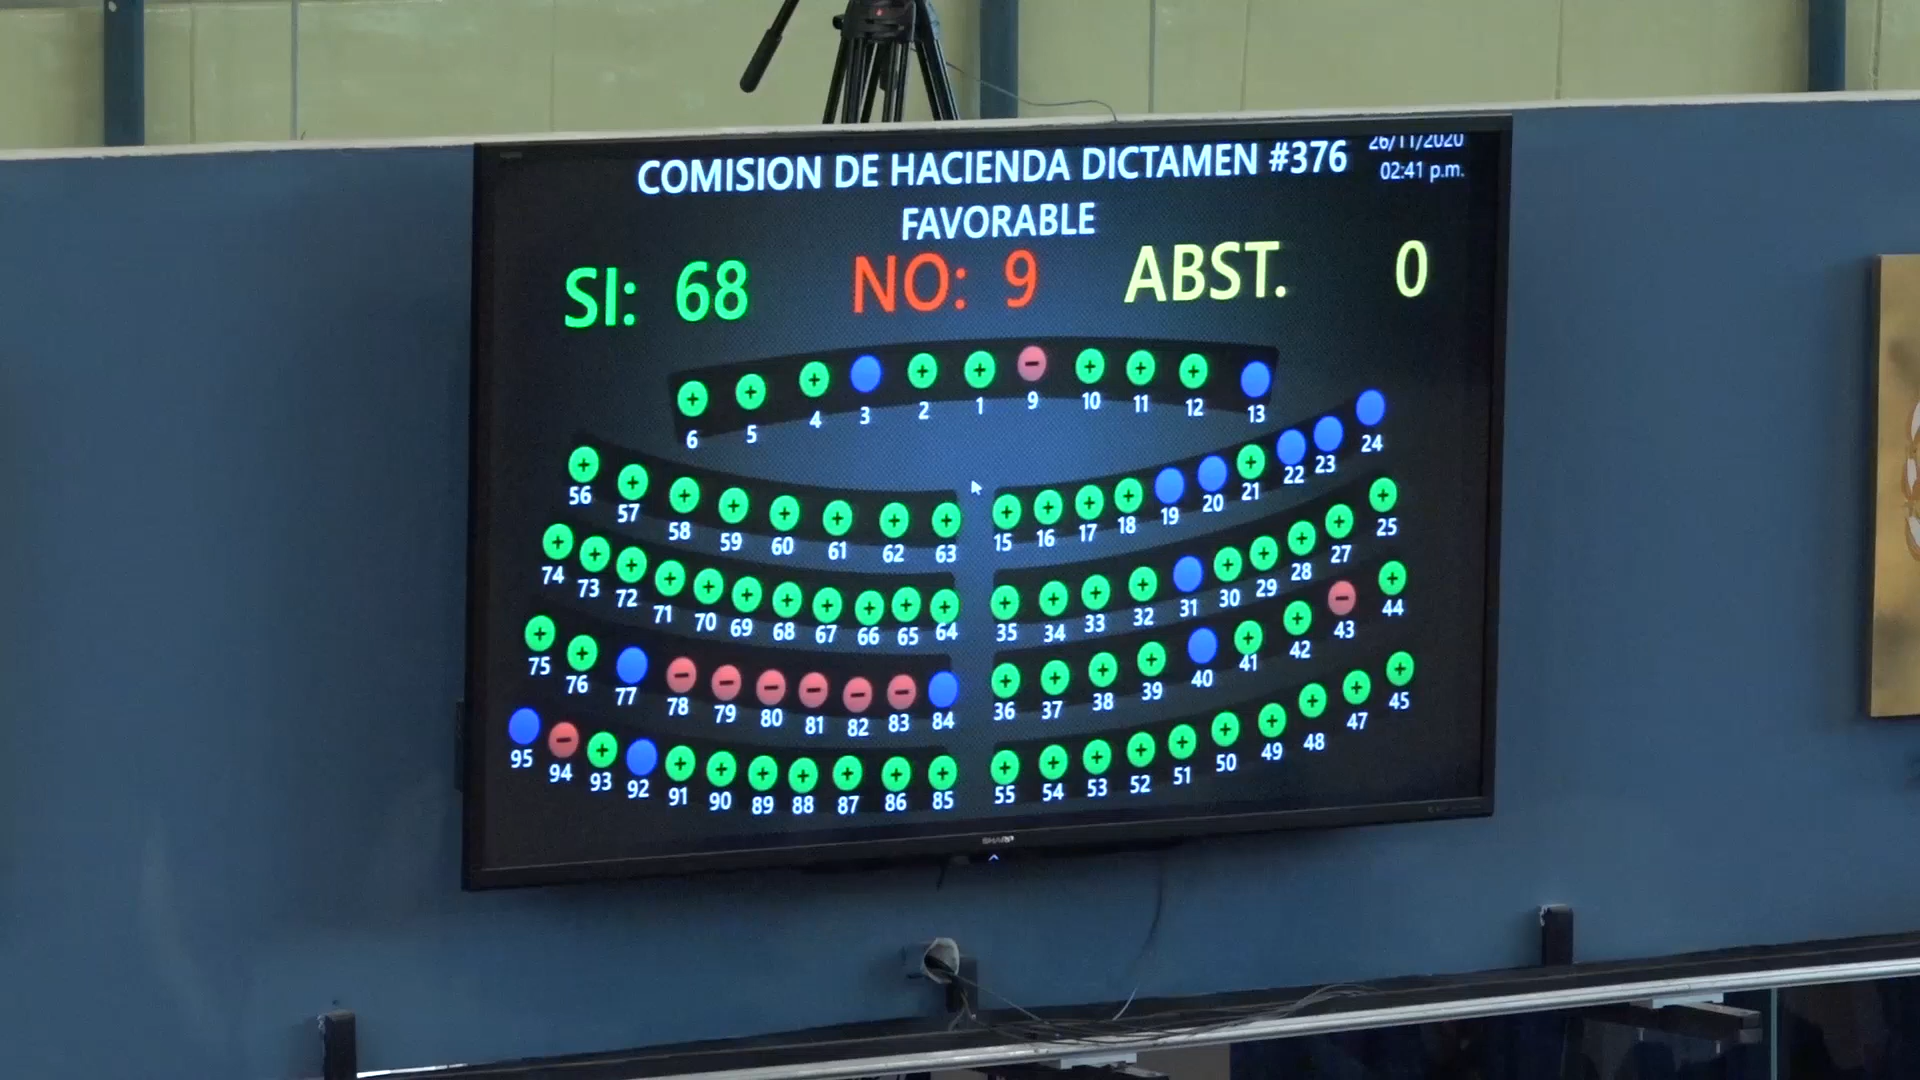 COMISION DE HACIENDA DICTAMEN #376
26/11/2020
02:41 p.m.
FAVORABLE
SI: 68 NO: 9 ABST. 0
6 5 4 3 2 1 9 10 11 12 13
56 57 58 59 60 61 62 63 15 16 17 18 19 20 21 22 23 24
74 73 72 71 70 69 68 67 66 65 64 35 34 33 32 31 30 29 28 27 25
75 76 77 78 79 80 81 82 83 84 36 37 38 39 40 41 42 43 44
95 94 93 92 91 90 89 88 87 86 85 55 54 53 52 51 50 49 48 47 45
SHARP